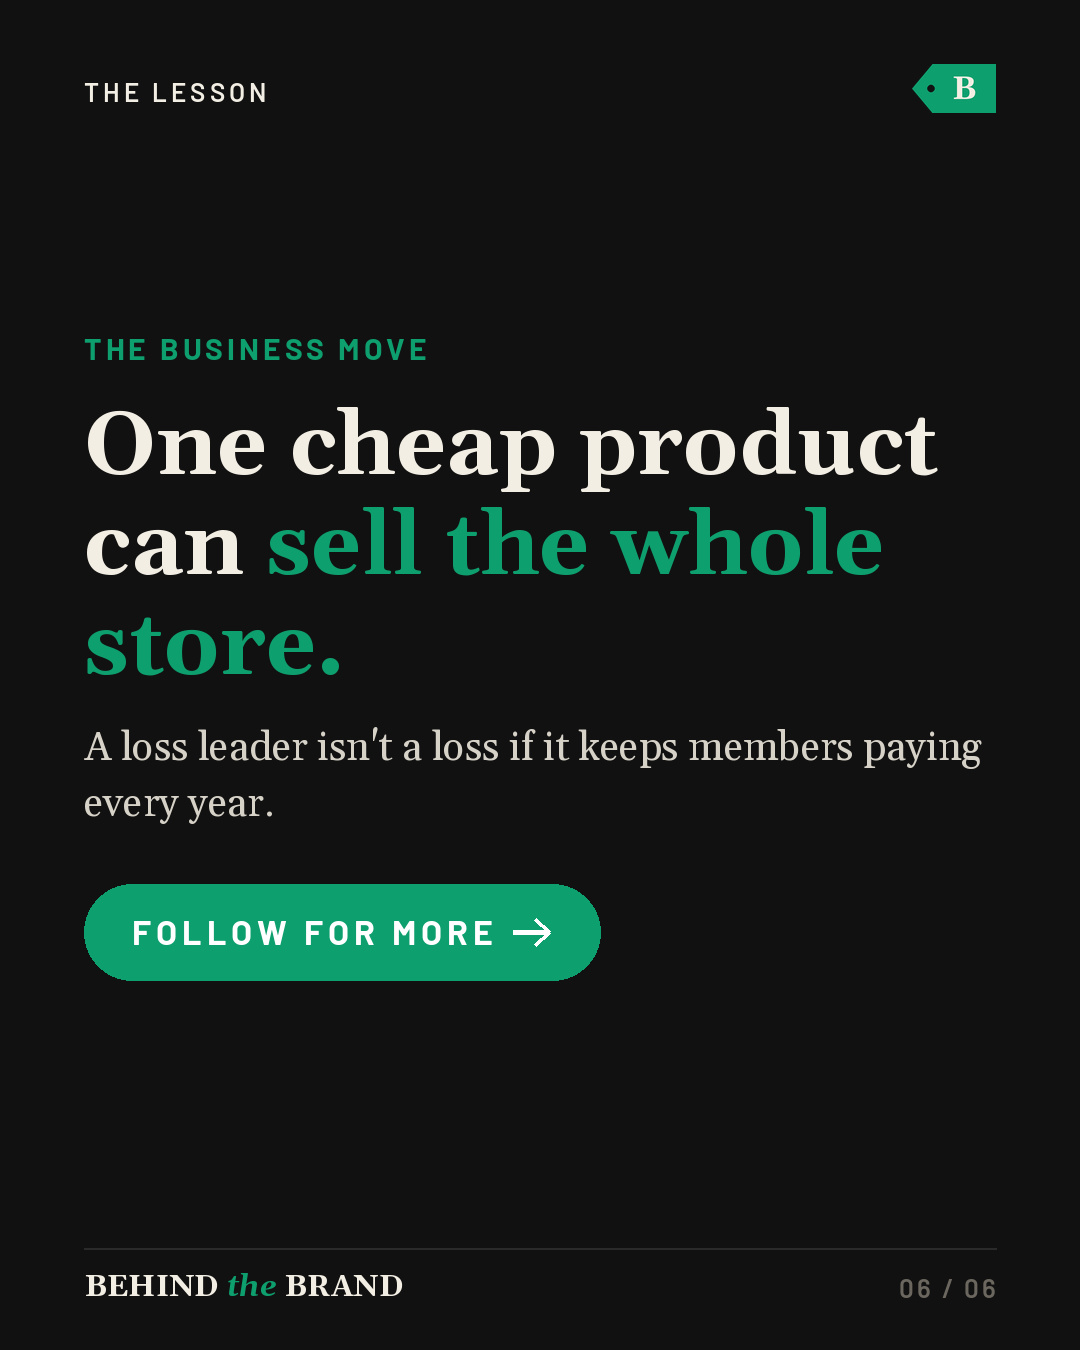 THE LESSON
B
THE BUSINESS MOVE
One cheap product
can sell the whole
store.
A loss leader isn't a loss if it keeps members paying
every year.
FOLLOW FOR MORE →
BEHIND the BRAND
06 / 06